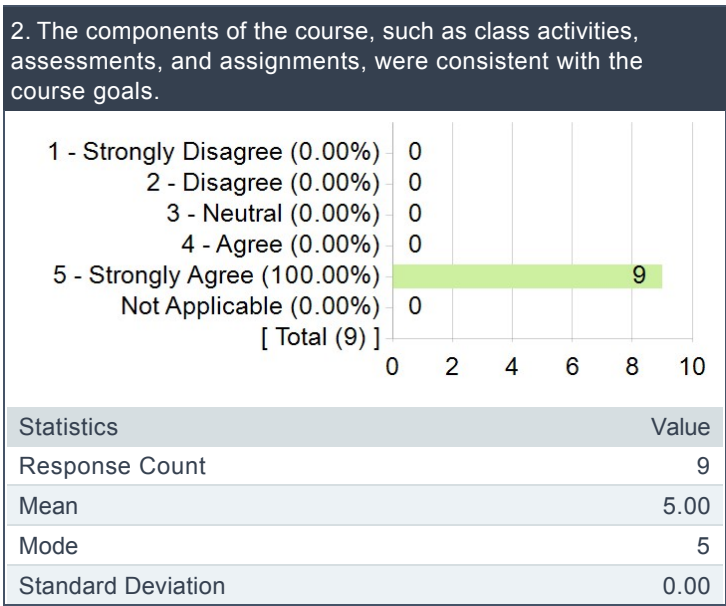 2. The components of the course, such as class activities,
assessments, and assignments, were consistent with the
course goals.
1 - Strongly Disagree (0.00%) 0
2 - Disagree (0.00%) 0
3 - Neutral (0.00%) 0
4 - Agree (0.00%) 0
5 - Strongly Agree (100.00%) 9
Not Applicable (0.00%) 0
[ Total (9) ]
0 2 4 6 8 10
Statistics Value
Response Count 9
Mean 5.00
Mode 5
Standard Deviation 0.00